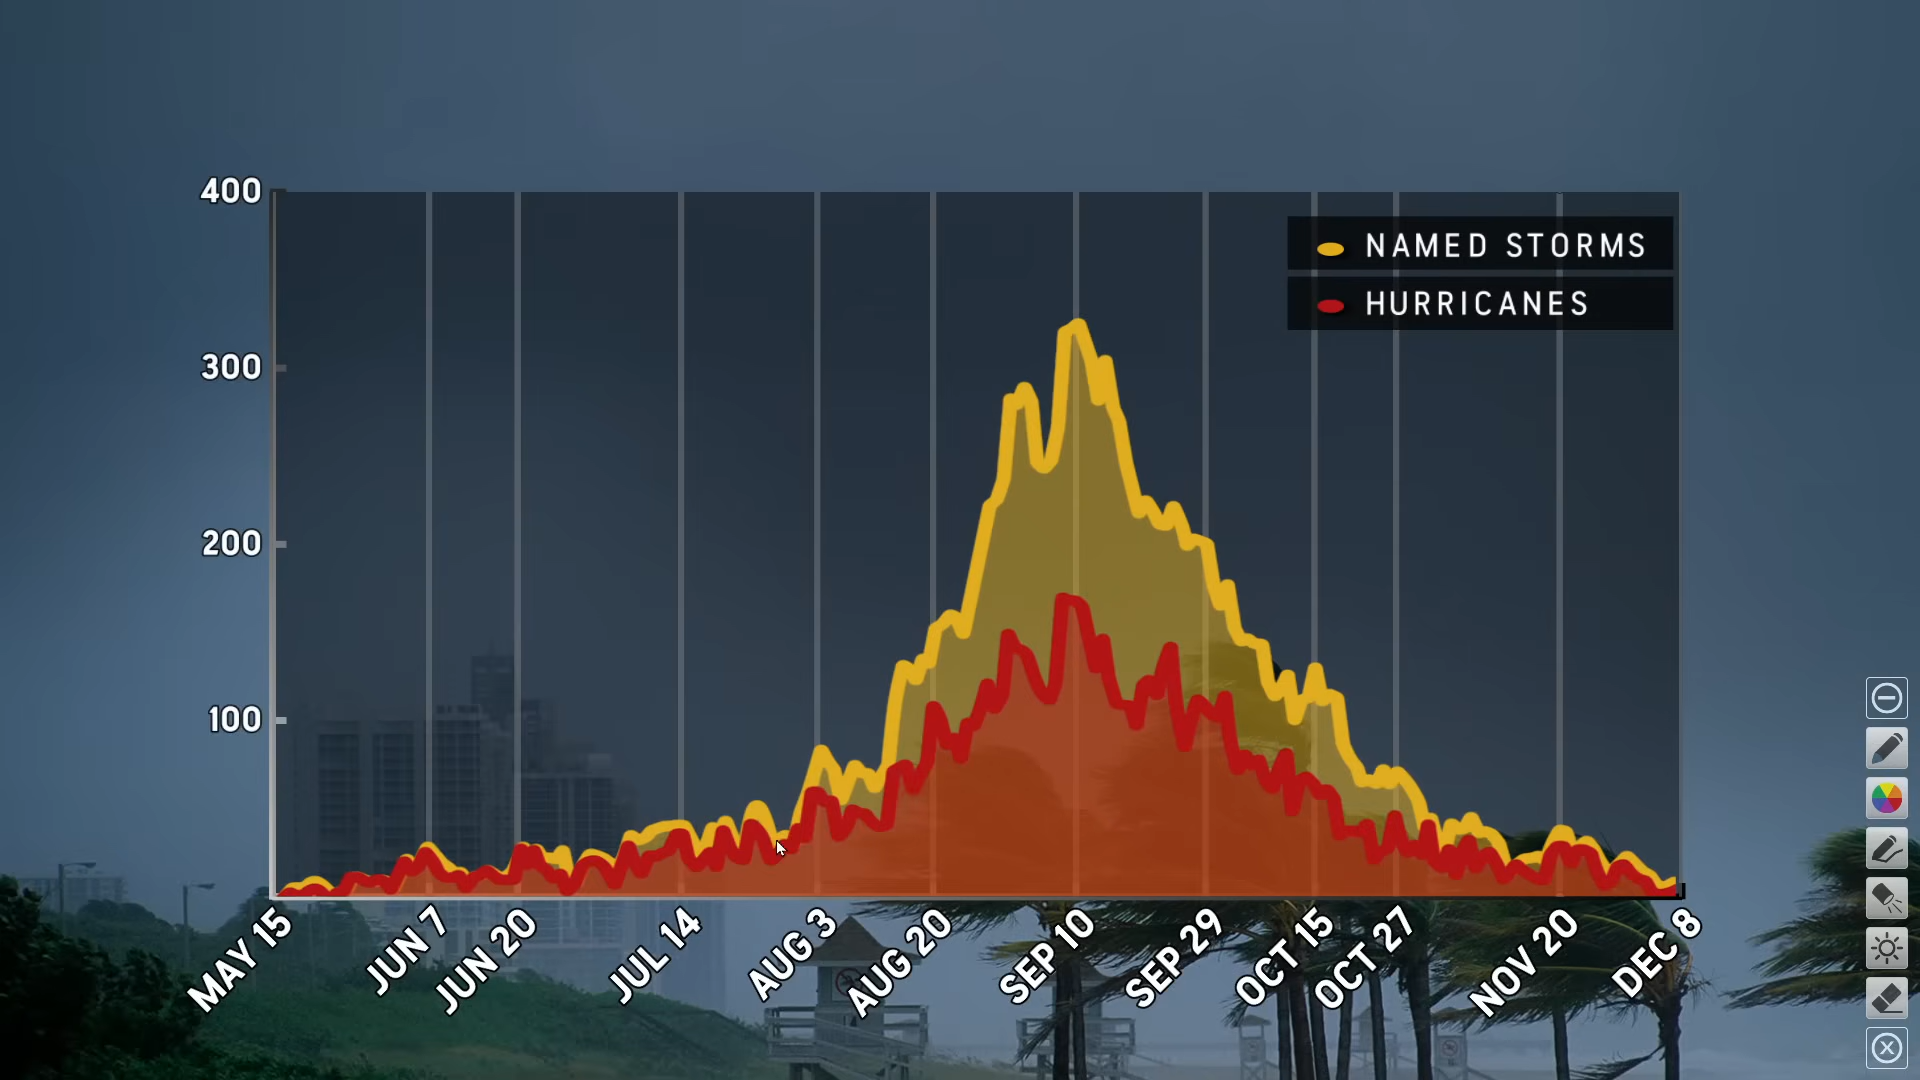 400
300
200
100
NAMED STORMS
HURRICANES
MAY 15
JUN 7
JUN 20
JUL 14
AUG 3
AUG 20
SEP 10
SEP 29
OCT 15
OCT 27
NOV 20
DEC 8